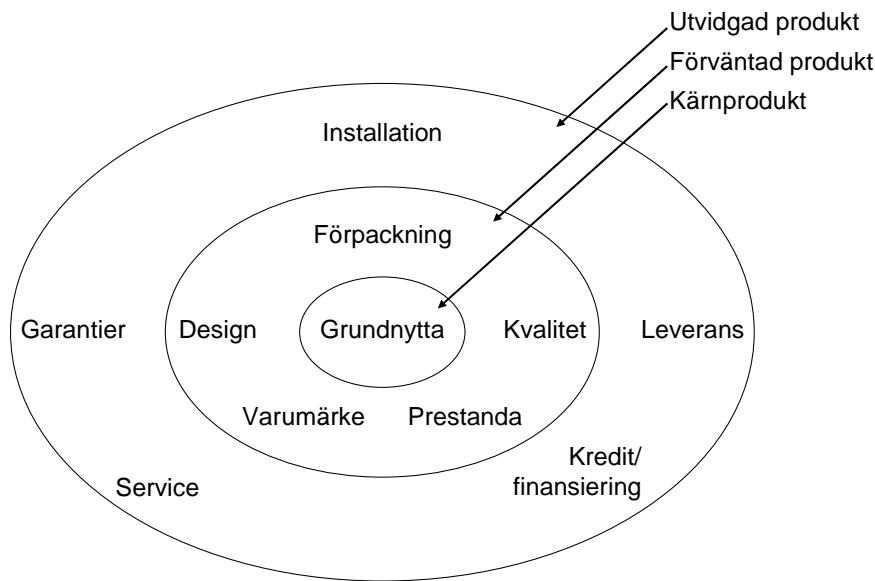 Utvidgad produkt
Förväntad produkt
Kärnprodukt
Installation
Förpackning
Garantier
Design
Grundnytta
Kvalitet
Leverans
Varumärke
Prestanda
Service
Kredit/
finansiering